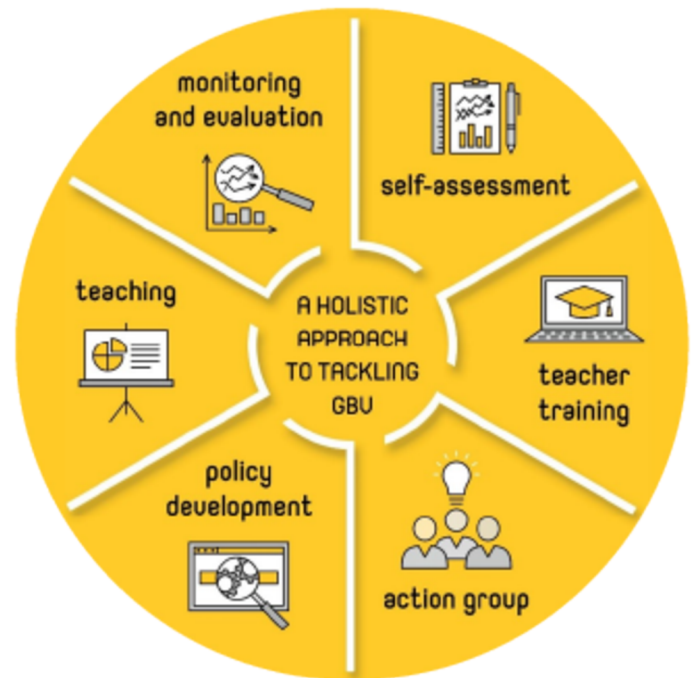 monitoring
and evaluation
self-assessment
teaching
A HOLISTIC
APPROACH
TO TACKLING
GBV
teacher
training
policy
development
action group